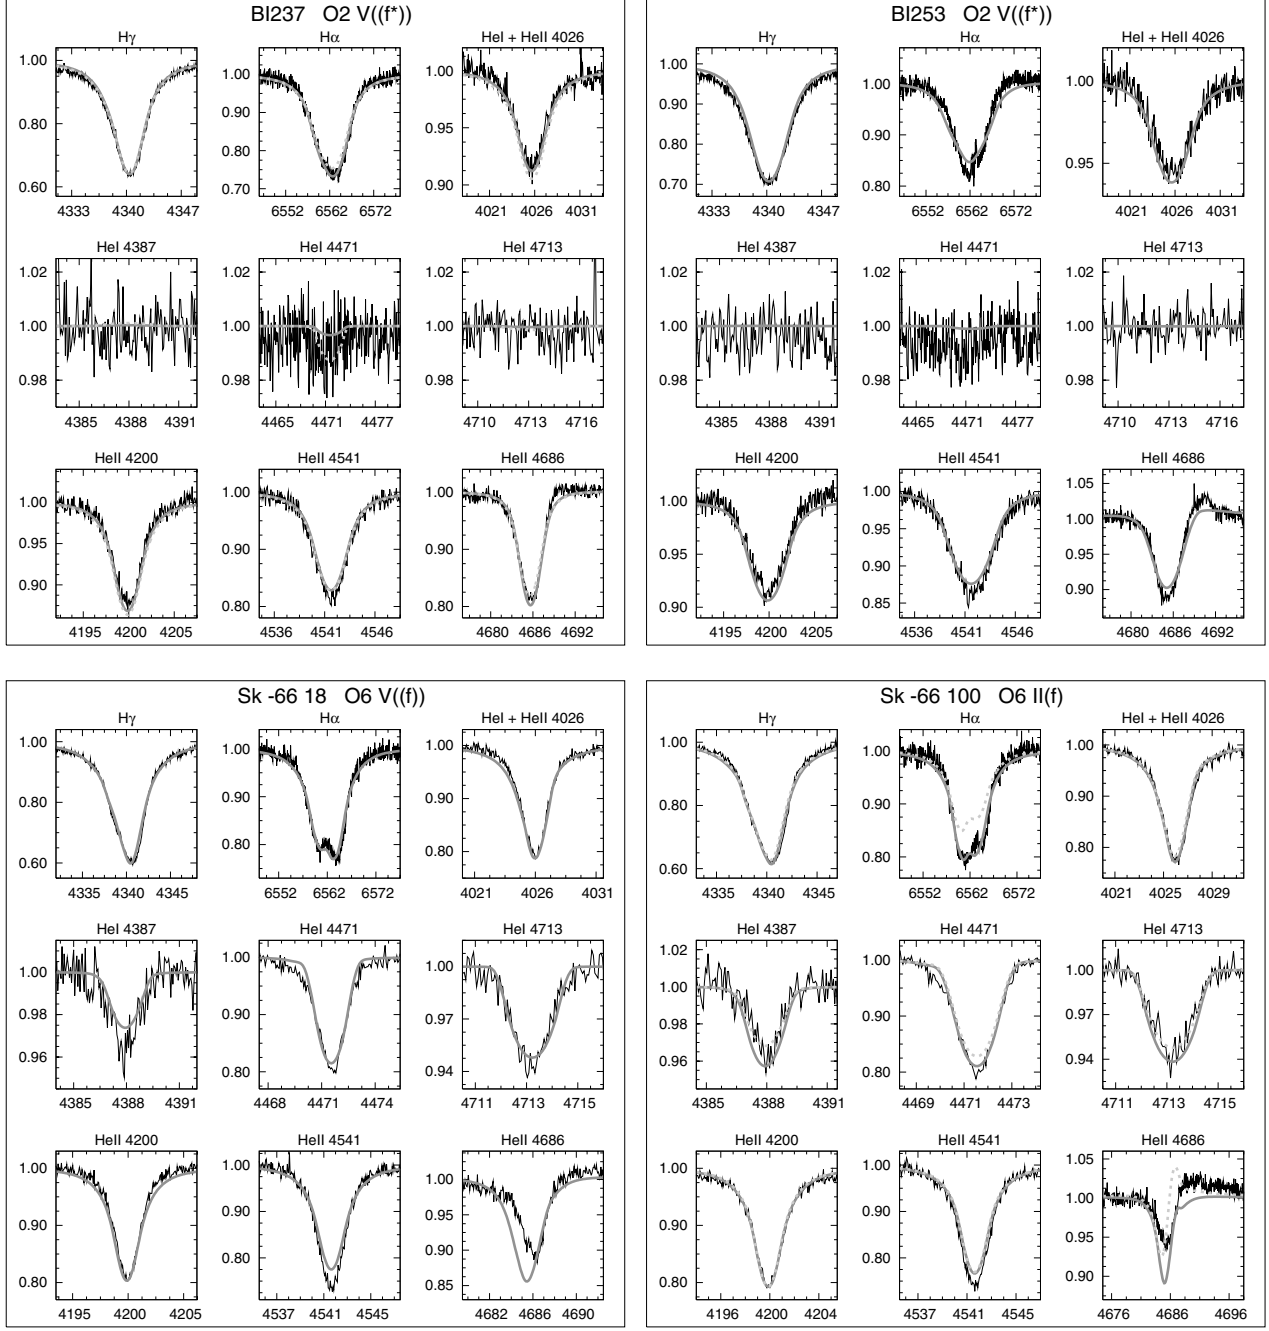 BI237 O2 V((f*))
Hγ Hα HeI + HeII 4026
1.00 0.80 0.60 4333 4340 4347
1.00 0.90 0.80 0.70 6552 6562 6572
1.00 0.95 0.90 4021 4026 4031
HeI 4387 HeI 4471 HeI 4713
1.02 1.00 0.98 4385 4388 4391
1.02 1.00 0.98 4465 4471 4477
1.02 1.00 0.98 4710 4713 4716
HeII 4200 HeII 4541 HeII 4686
1.00 0.95 0.90 4195 4200 4205
1.00 0.90 0.80 4536 4541 4546
1.00 0.90 0.80 4680 4686 4692
BI253 O2 V((f*))
Hγ Hα HeI + HeII 4026
1.00 0.90 0.80 0.70 4333 4340 4347
1.00 0.90 0.80 6552 6562 6572
1.00 0.95 4021 4026 4031
HeI 4387 HeI 4471 HeI 4713
1.02 1.00 0.98 4385 4388 4391
1.02 1.00 0.98 4465 4471 4477
1.02 1.00 0.98 4710 4713 4716
HeII 4200 HeII 4541 HeII 4686
1.00 0.95 0.90 4195 4200 4205
1.00 0.95 0.90 0.85 4536 4541 4546
1.05 1.00 0.95 0.90 4680 4686 4692
Sk -66 18 O6 V((f))
Hγ Hα HeI + HeII 4026
1.00 0.80 0.60 4335 4340 4345
1.00 0.90 0.80 6552 6562 6572
1.00 0.90 0.80 4021 4026 4031
HeI 4387 HeI 4471 HeI 4713
1.00 0.98 0.96 4385 4388 4391
1.00 0.90 0.80 4468 4471 4474
1.00 0.97 0.94 4711 4713 4715
HeII 4200 HeII 4541 HeII 4686
1.00 0.90 0.80 4195 4200 4205
1.00 0.90 0.80 4537 4541 4545
1.00 0.95 0.90 0.85 4682 4686 4690
Sk -66 100 O6 II(f)
Hγ Hα HeI + HeII 4026
1.00 0.80 0.60 4335 4340 4345
1.00 0.90 0.80 6552 6562 6572
1.00 0.90 0.80 4021 4025 4029
HeI 4387 HeI 4471 HeI 4713
1.02 1.00 0.98 0.96 4385 4388 4391
1.00 0.90 0.80 4469 4471 4473
1.00 0.97 0.94 4711 4713 4715
HeII 4200 HeII 4541 HeII 4686
1.00 0.90 0.80 4196 4200 4204
1.00 0.90 0.80 4537 4541 4545
1.05 1.00 0.95 0.90 4676 4686 4696